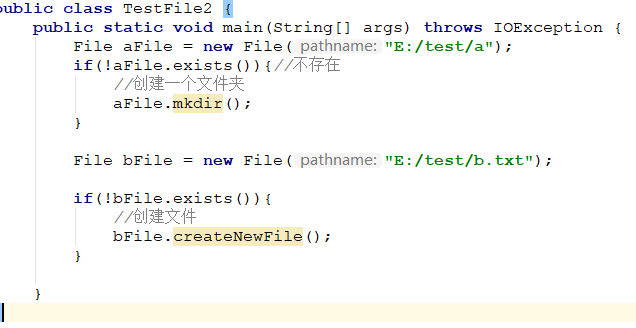 public class TestFile2 {
public static void main(String[] args) throws IOException {
File aFile = new File( pathname: "E:/test/a");
if(!aFile.exists()){//不存在
//创建一个文件夹
aFile.mkdir();
}
File bFile = new File( pathname: "E:/test/b.txt");
if(!bFile.exists()){
//创建文件
bFile.createNewFile();
}
}